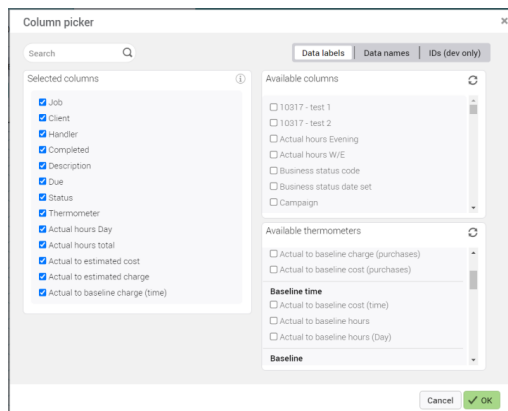 Column picker
Search
Data labels
Data names
IDs (dev only)
Selected columns
Job
Client
Handler
Completed
Description
Due
Status
Thermometer
Actual hours Day
Actual hours total
Actual to estimated cost
Actual to estimated charge
Actual to baseline charge (time)
Available columns
10317 - test 1
10317 - test 2
Actual hours Evening
Actual hours W/E
Business status code
Business status date set
Campaign
Available thermometers
Actual to baseline charge (purchases)
Actual to baseline cost (purchases)
Baseline time
Actual to baseline cost (time)
Actual to baseline hours
Actual to baseline hours (Day)
Baseline
Cancel
OK